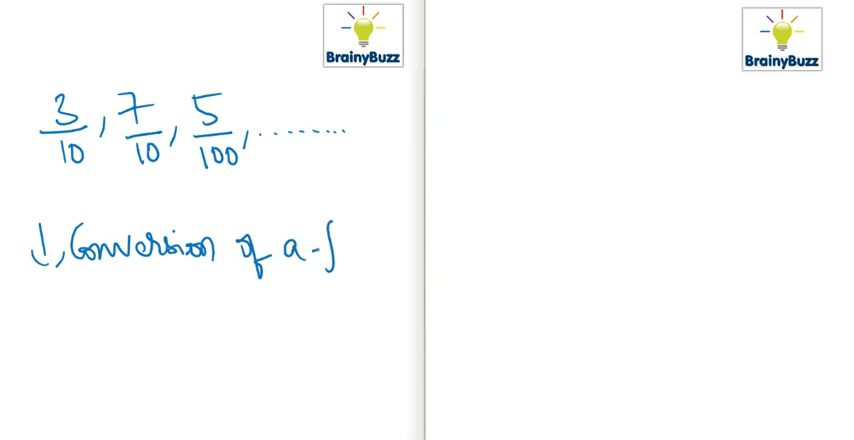 BrainyBuzz
BrainyBuzz
3/10, 7/10, 5/100, .........
1, Conversion of a f